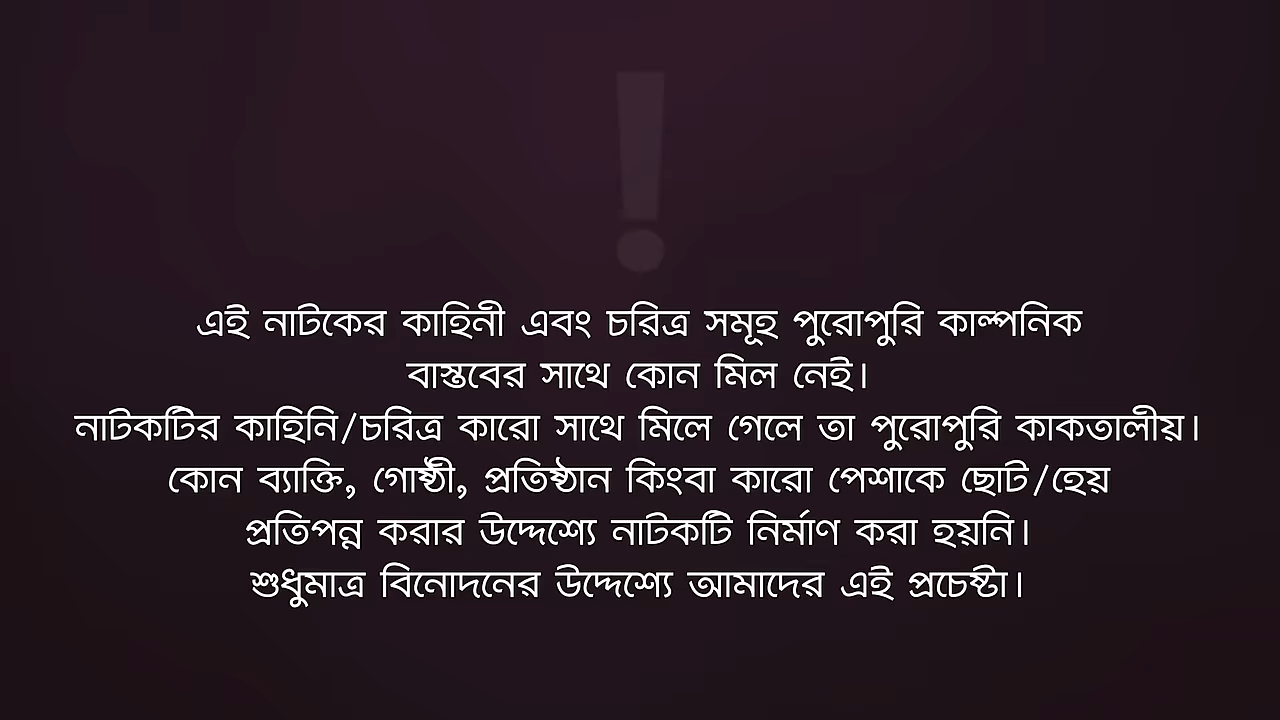 এই নাটকের কাহিনী এবং চরিত্র সমূহ পুরোপুরি কাল্পনিক
বাস্তবের সাথে কোন মিল নেই।
নাটকটির কাহিনি/চরিত্র কারো সাথে মিলে গেলে তা পুরোপুরি কাকতালীয়।
কোন ব্যাক্তি, গোষ্ঠী, প্রতিষ্ঠান কিংবা কারো পেশাকে ছোট/হেয়
প্রতিপন্ন করার উদ্দেশ্যে নাটকটি নির্মাণ করা হয়নি।
শুধুমাত্র বিনোদনের উদ্দেশ্যে আমাদের এই প্রচেষ্টা।